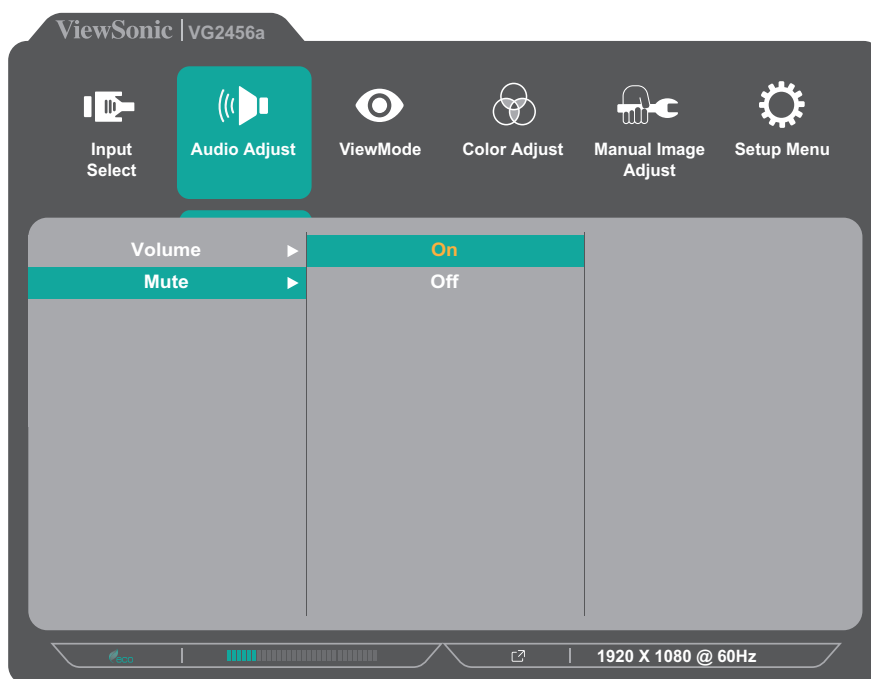 ViewSonic | VG2456a
Input Select
Audio Adjust
ViewMode
Color Adjust
Manual Image Adjust
Setup Menu
Volume
On
Mute
Off
eco
1920 X 1080 @ 60Hz